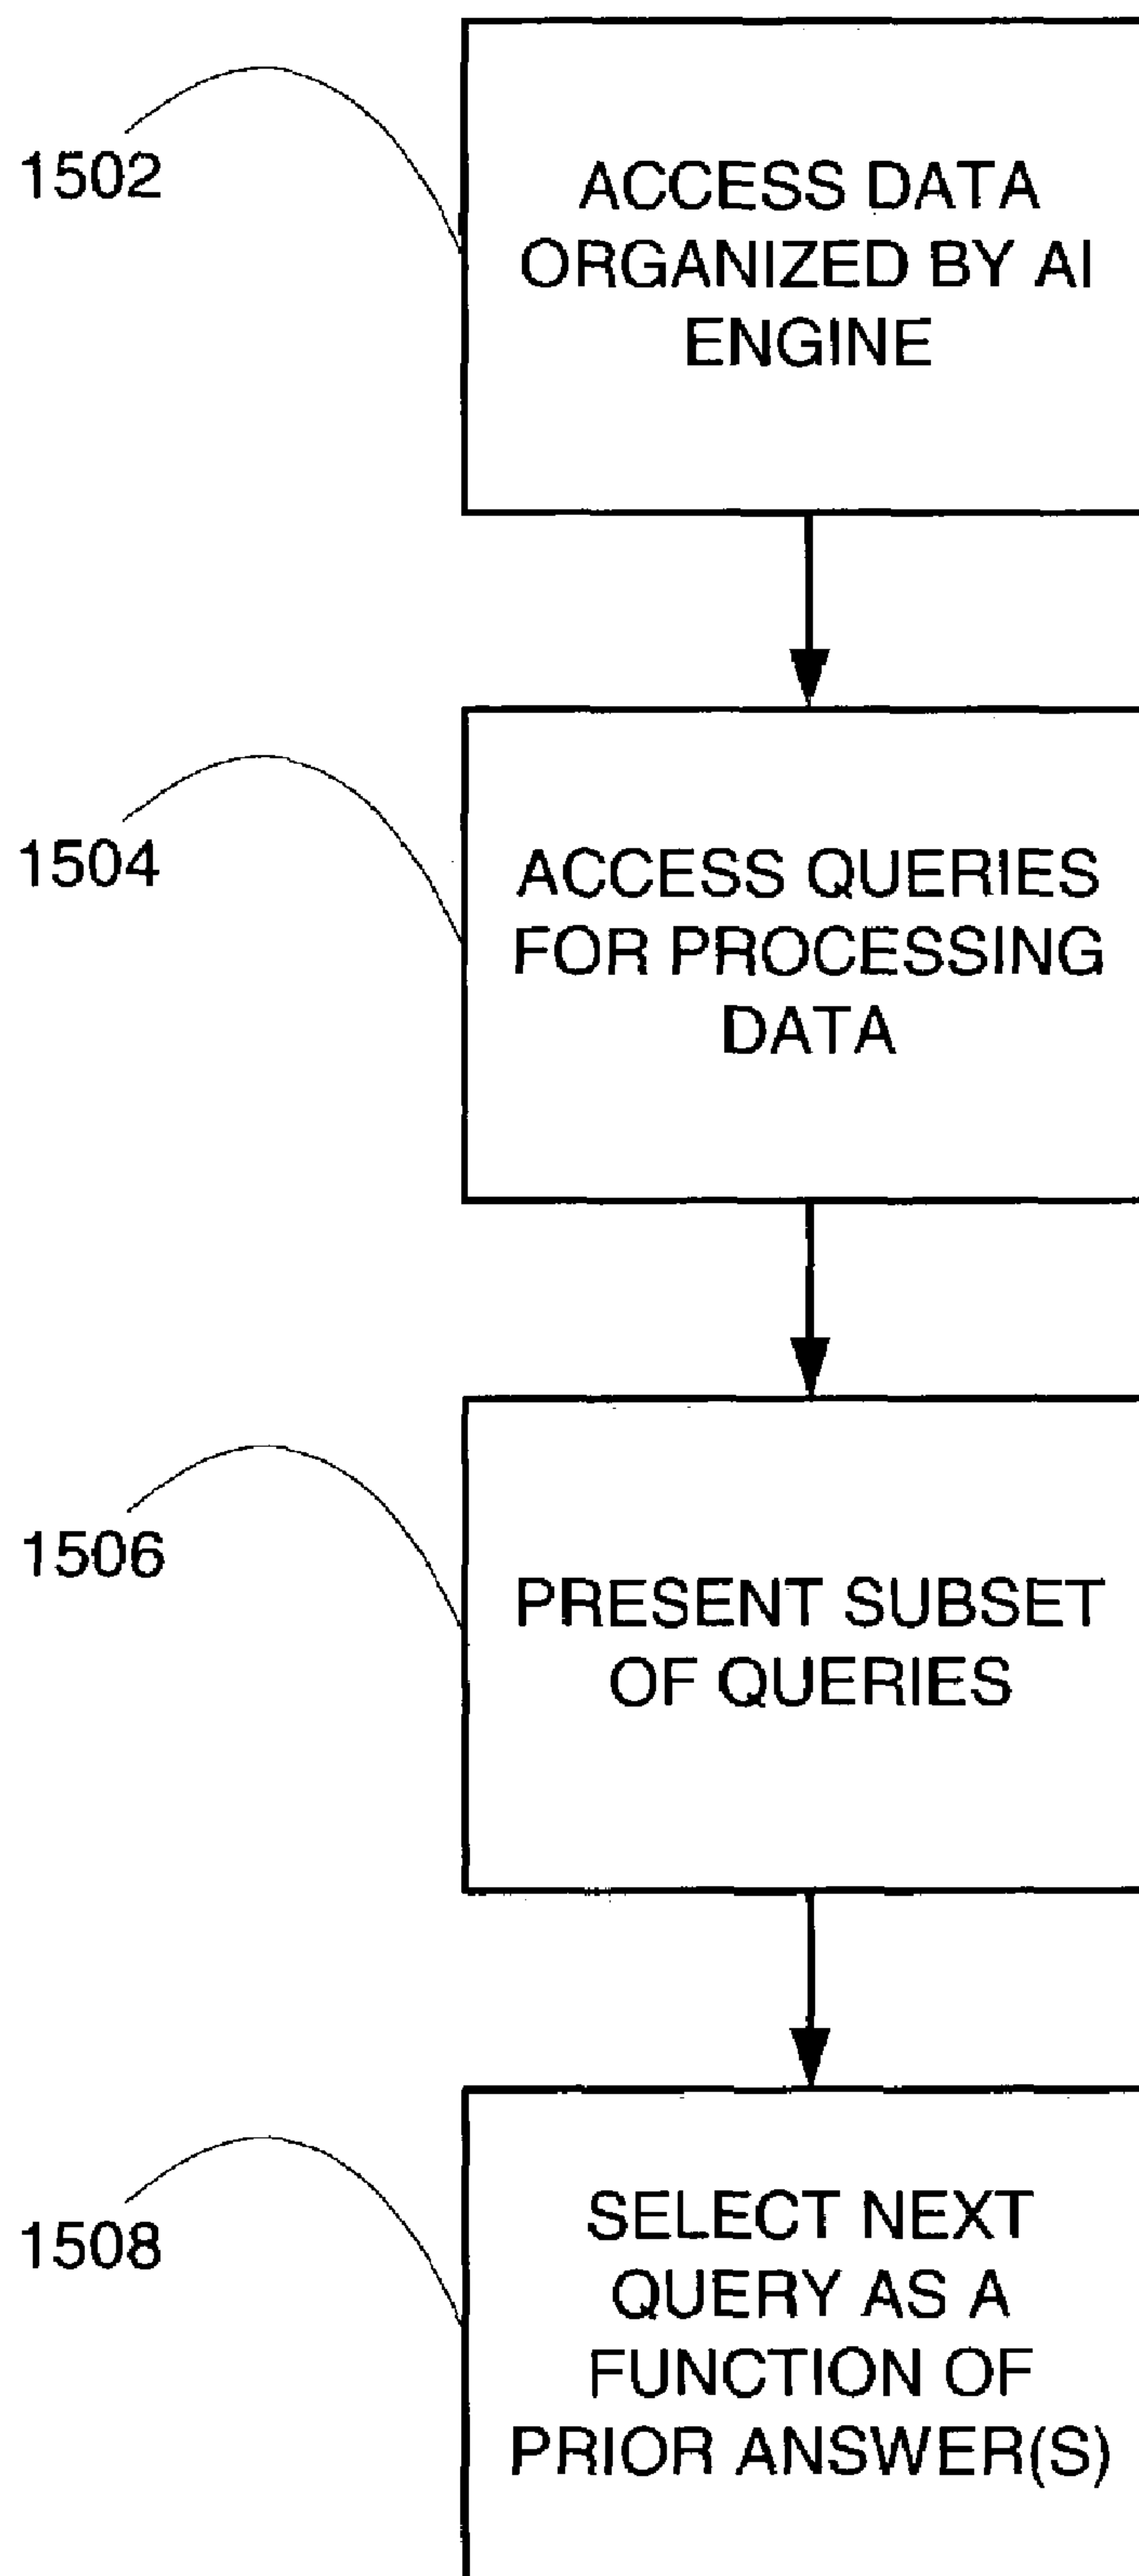 1502
ACCESS DATA
ORGANIZED BY AI
ENGINE
1504
ACCESS QUERIES
FOR PROCESSING
DATA
1506
PRESENT SUBSET
OF QUERIES
1508
SELECT NEXT
QUERY AS A
FUNCTION OF
PRIOR ANSWER(S)